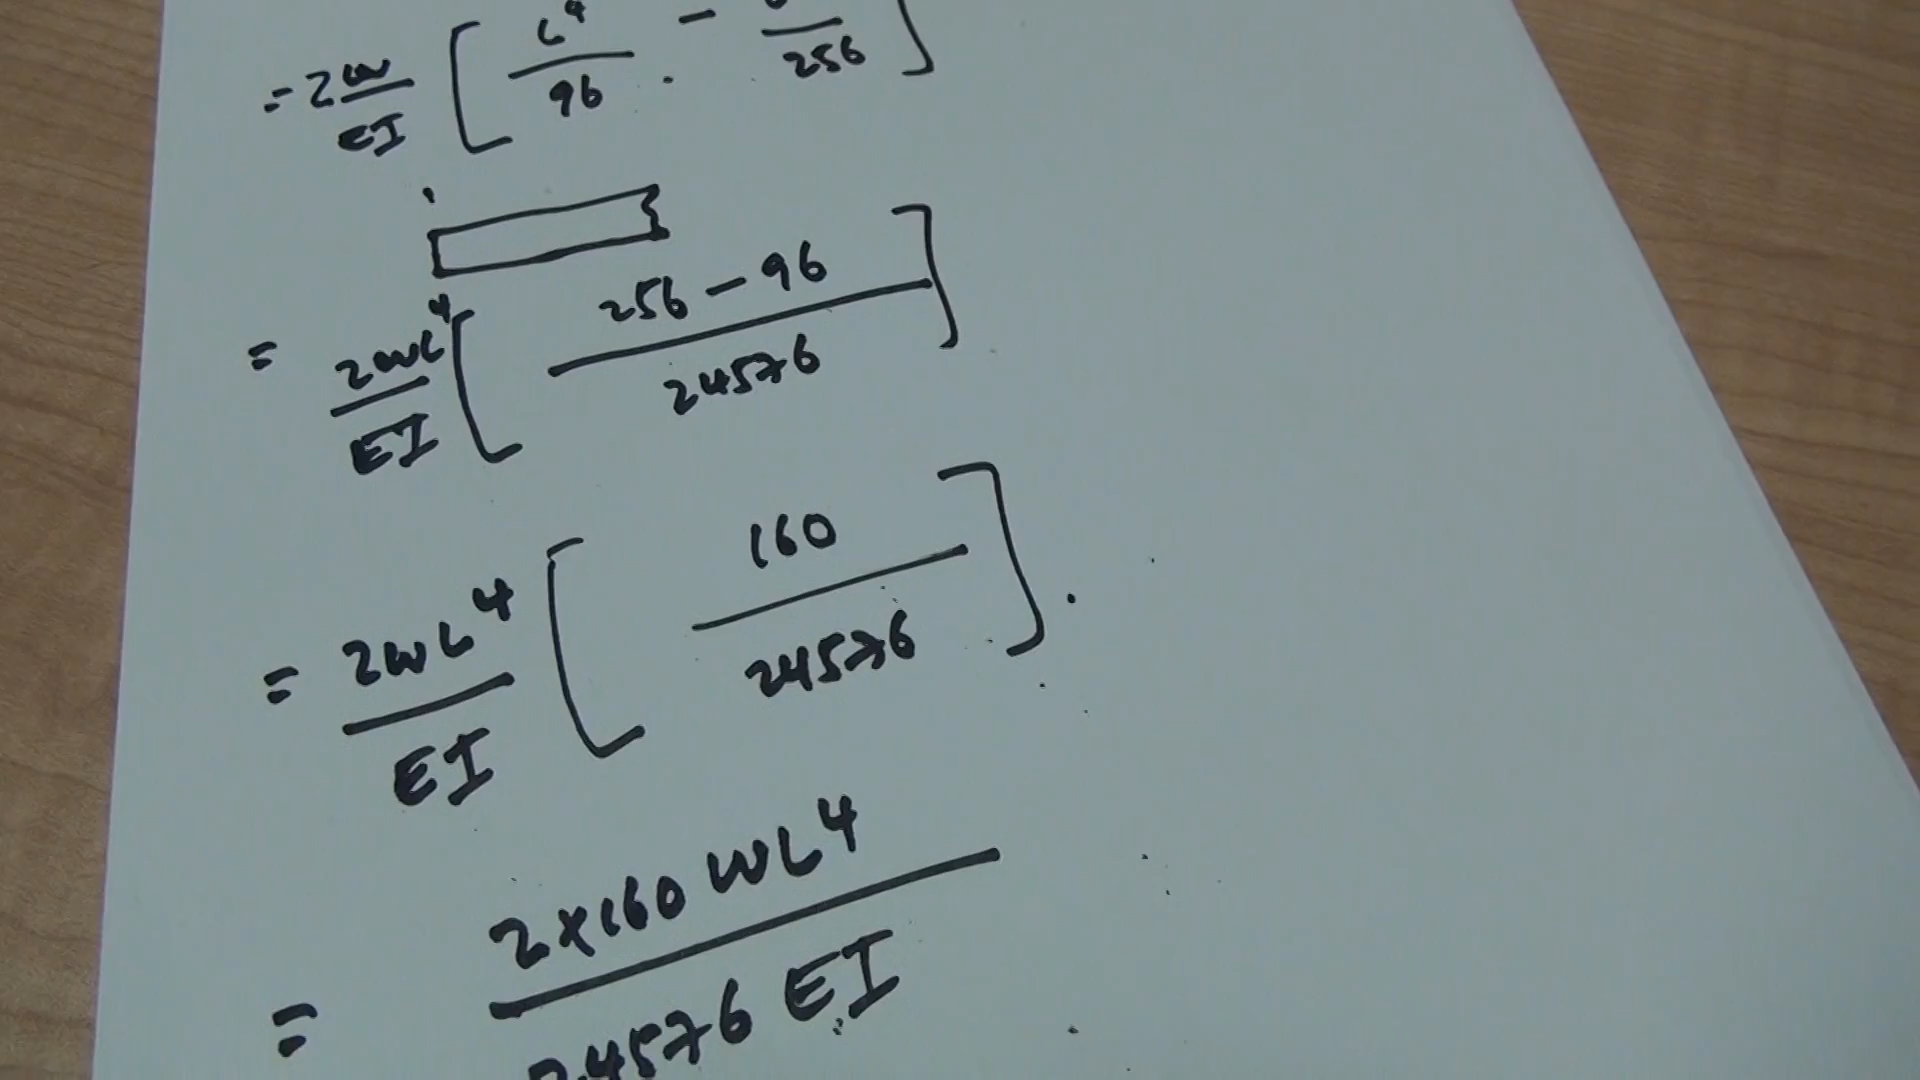 = 2w/EI [ L⁴/96 - /256 ]
= 2wL⁴/EI [ 256 - 96 / 24576 ]
= 2wL⁴/EI [ 160 / 24576 ].
= 2×160 WL⁴ / 24576 EI